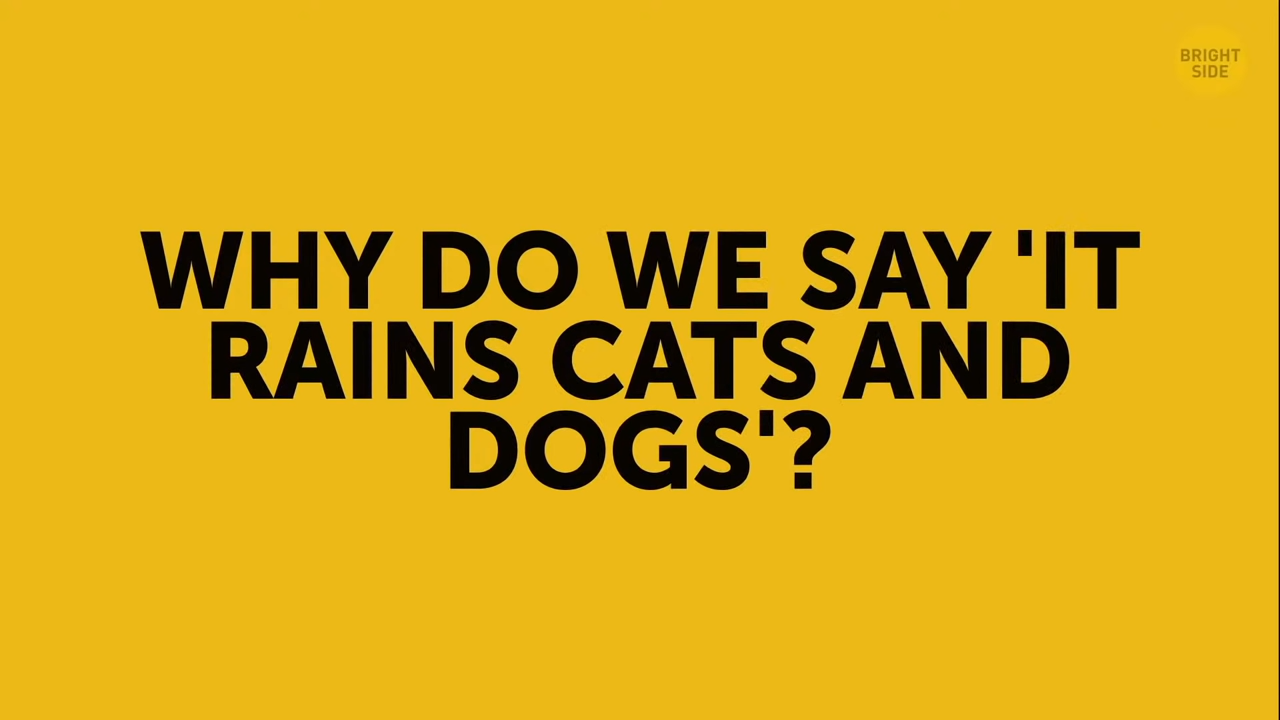 BRIGHT
SIDE
WHY DO WE SAY 'IT
RAINS CATS AND
DOGS'?